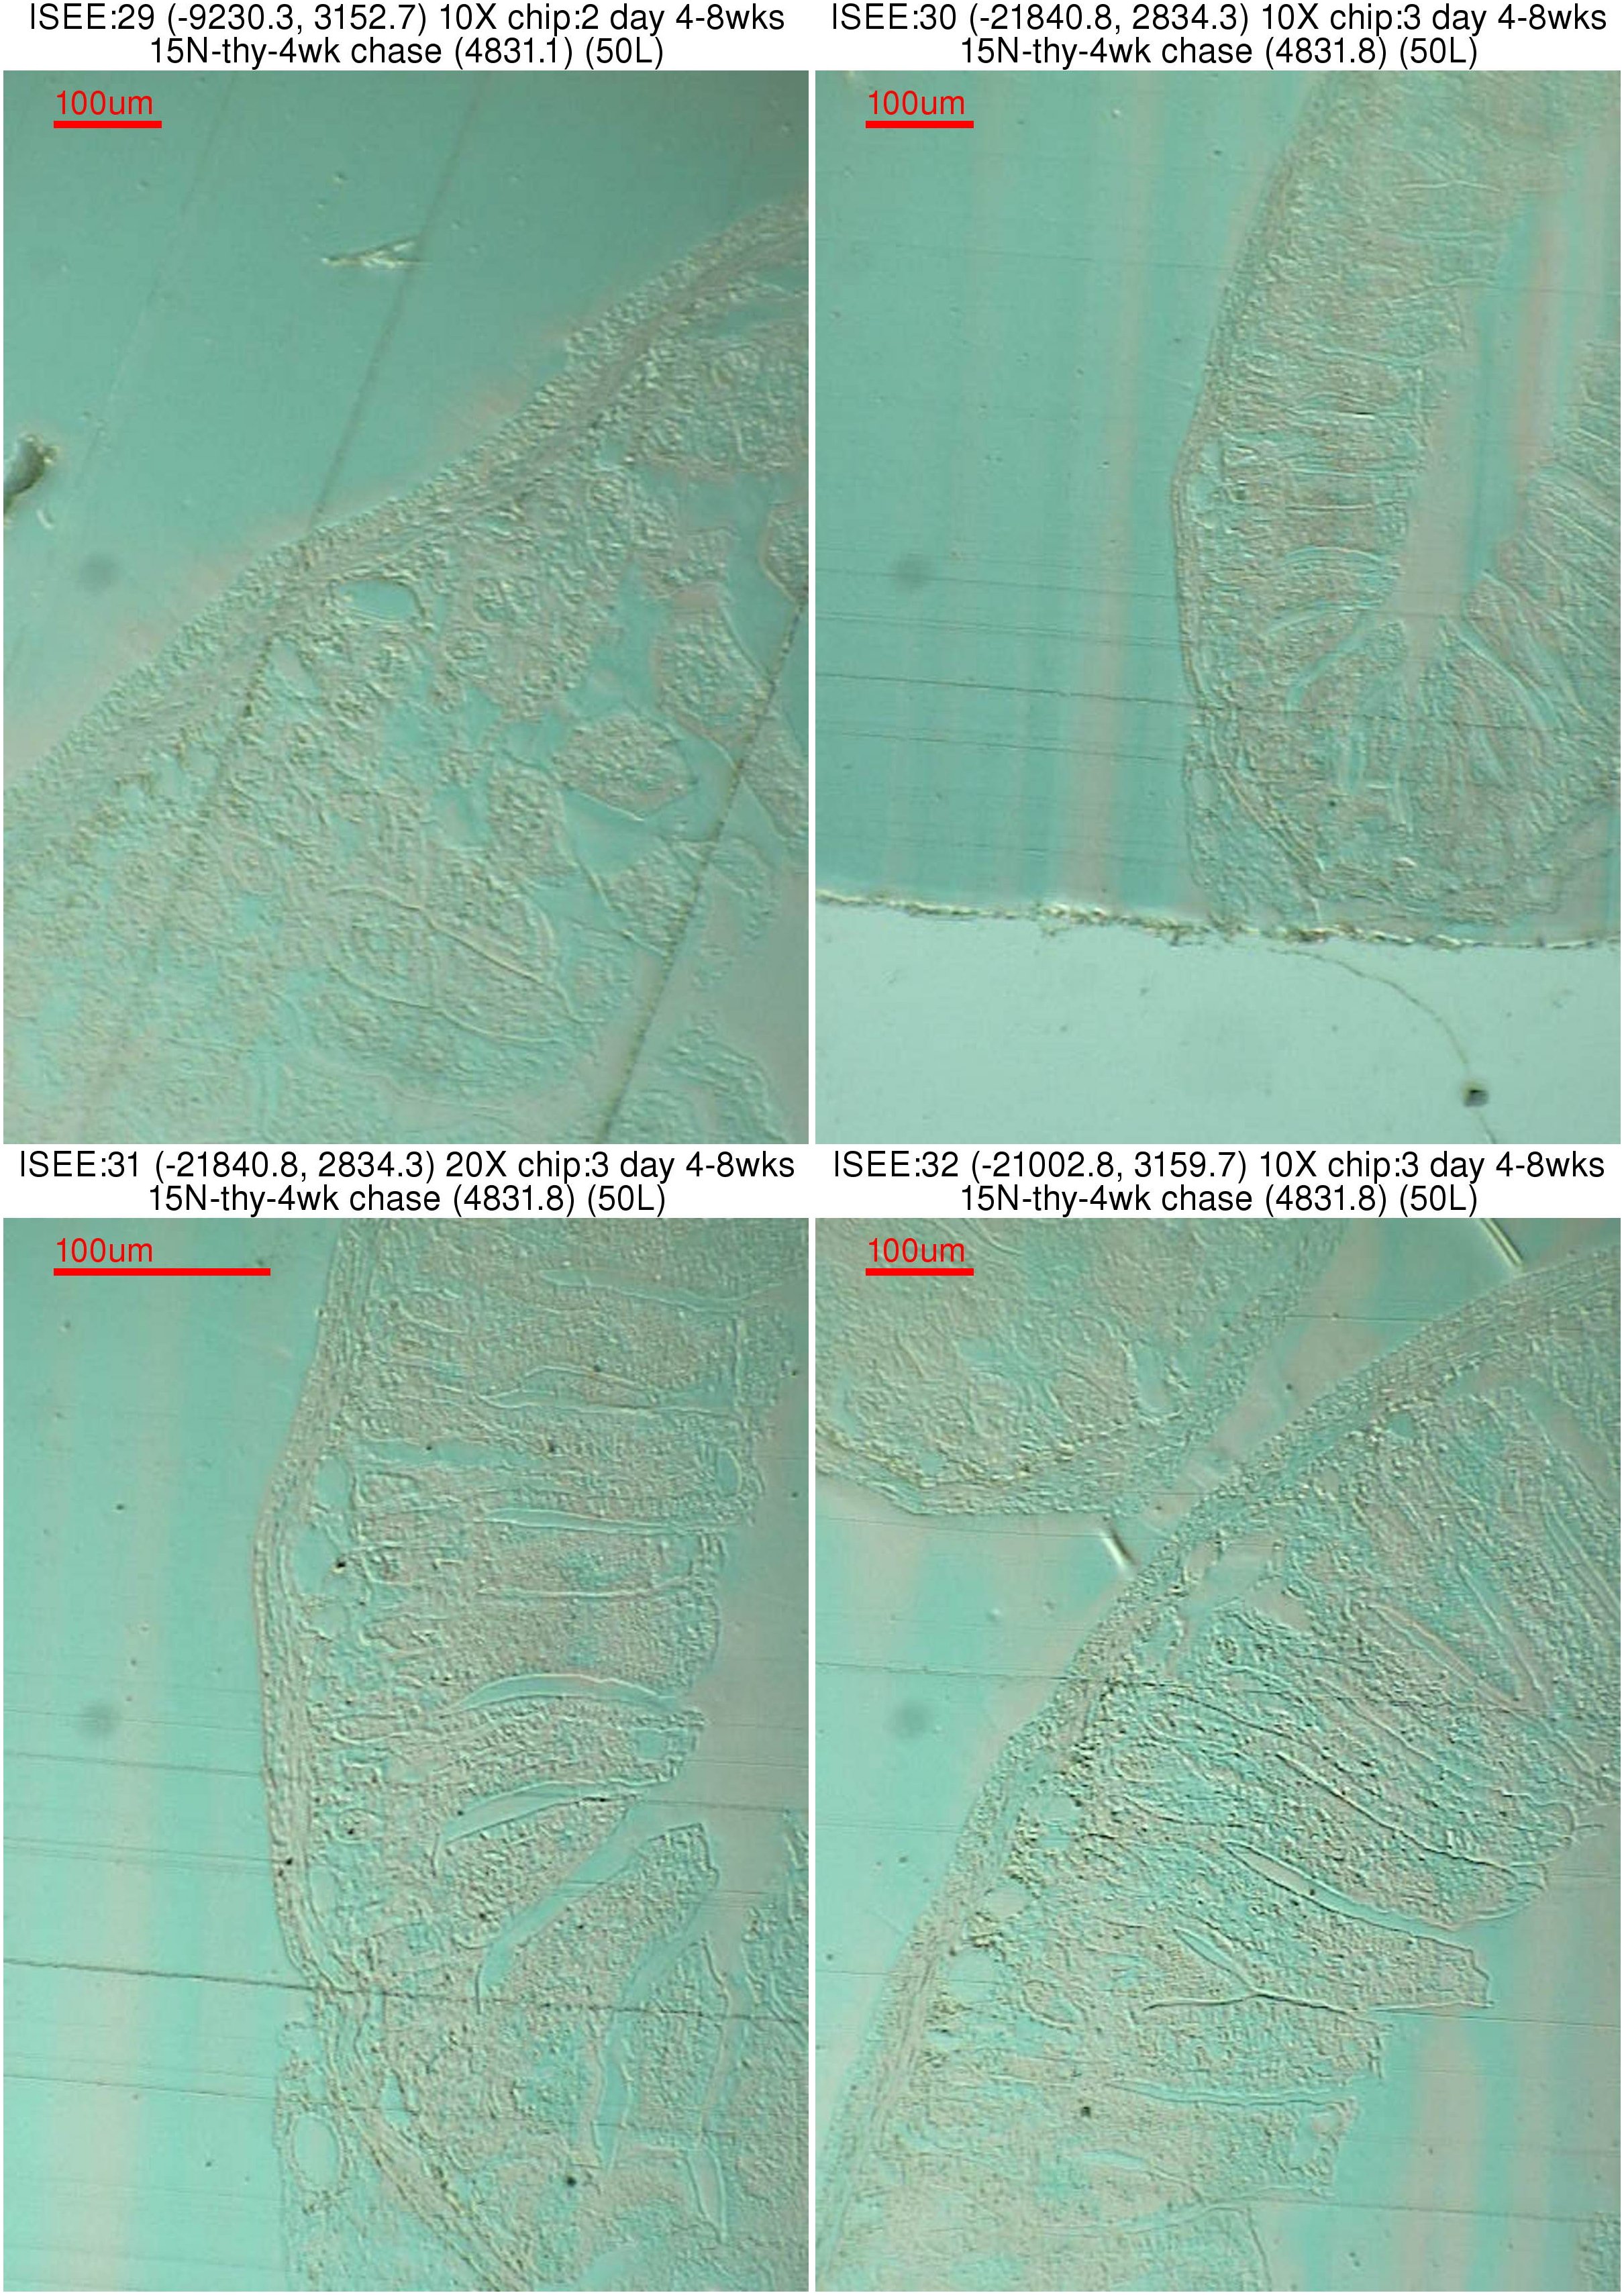 ISEE:29 (-9230.3, 3152.7) 10X chip:2 day 4-8wks
15N-thy-4wk chase (4831.1) (50L)
100um
ISEE:30 (-21840.8, 2834.3) 10X chip:3 day 4-8wks
15N-thy-4wk chase (4831.8) (50L)
100um
ISEE:31 (-21840.8, 2834.3) 20X chip:3 day 4-8wks
15N-thy-4wk chase (4831.8) (50L)
100um
ISEE:32 (-21002.8, 3159.7) 10X chip:3 day 4-8wks
15N-thy-4wk chase (4831.8) (50L)
100um